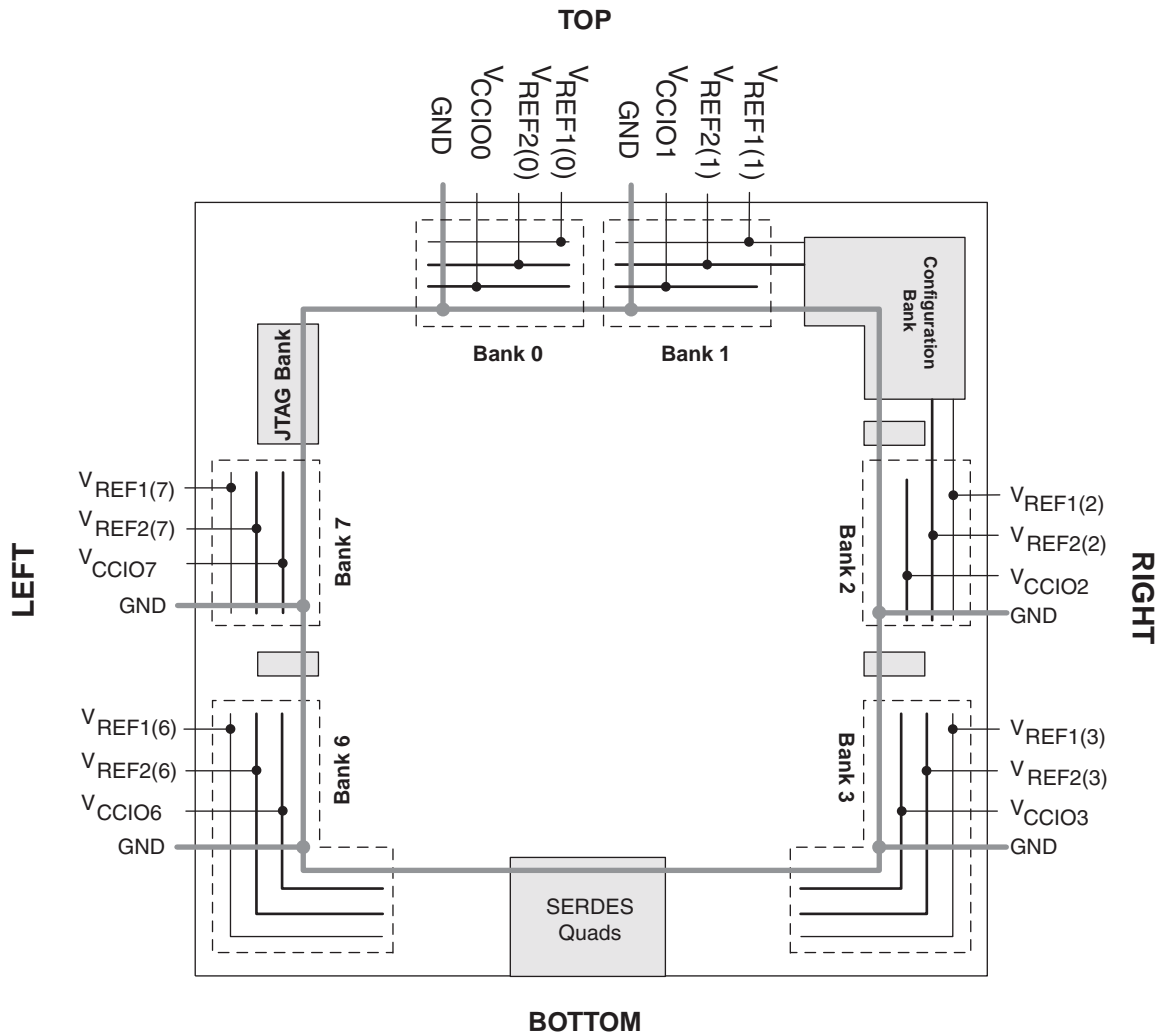 TOP
GND
VCCIO0
VREF2(0)
VREF1(0)
GND
VCCIO1
VREF2(1)
VREF1(1)
Configuration
Bank
Bank 0
Bank 1
JTAG Bank
LEFT
VREF1(7)
VREF2(7)
VCCIO7
GND
Bank 7
Bank 2
VREF1(2)
VREF2(2)
VCCIO2
GND
RIGHT
VREF1(6)
VREF2(6)
VCCIO6
GND
Bank 6
Bank 3
VREF1(3)
VREF2(3)
VCCIO3
GND
SERDES
Quads
BOTTOM